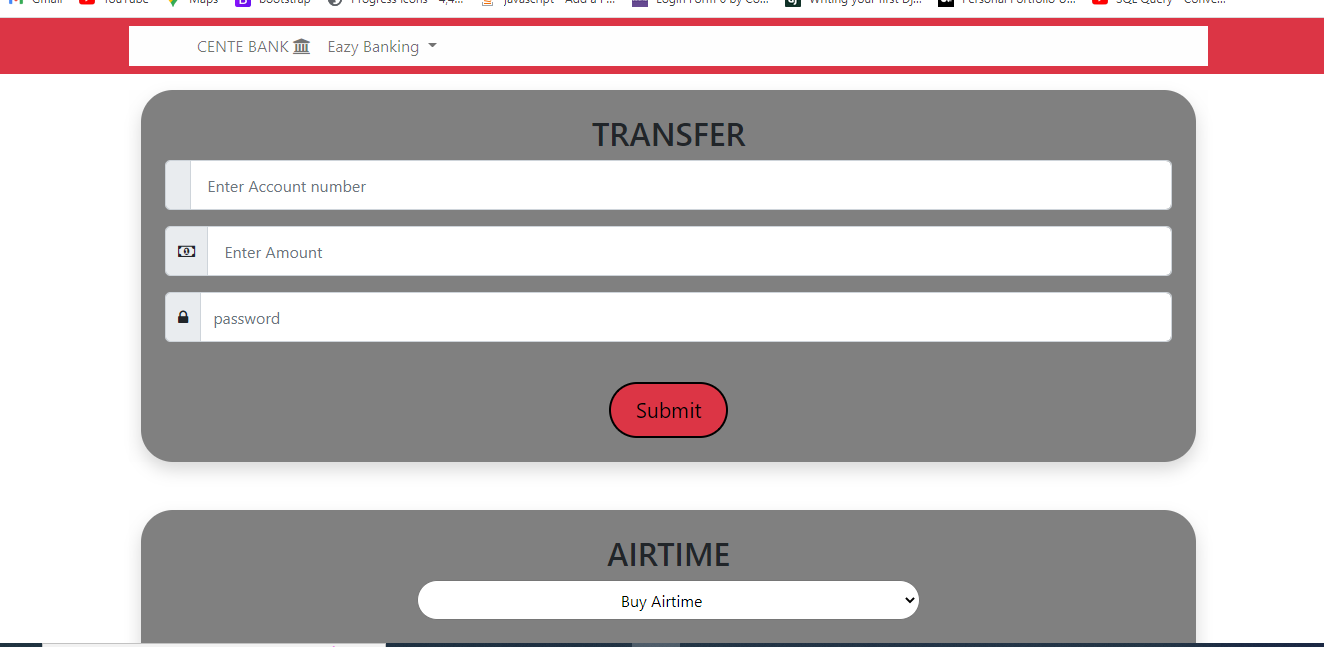 Gmail YouTube Maps bootstrap Progress icons - 4,4... javascript - Add a P... Login Form 6 by Co... Writing your first Dj... Personal Portfolio U... SQL Query - Conve...
CENTE BANK Eazy Banking
TRANSFER
Enter Account number
Enter Amount
password
Submit
AIRTIME
Buy Airtime